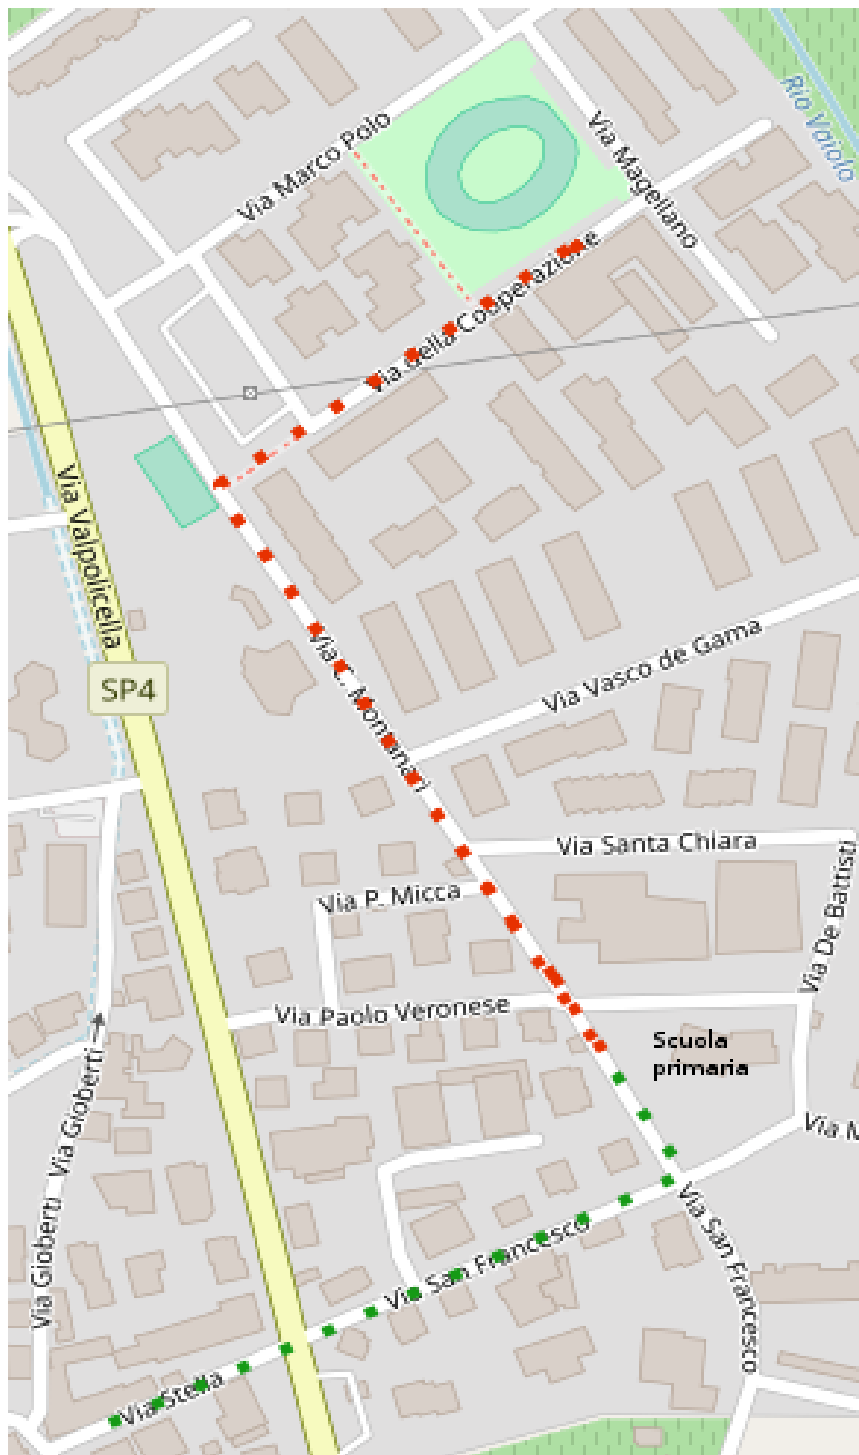 Rio Vaiolo
Via Marco Polo
Via Magellano
Via della Cooperazione
Via Valpolicella
SP4
Via C. Montanari
Via Vasco de Gama
Via Santa Chiara
Via P. Micca
Via De Battisti
Via Paolo Veronese
Scuola
primaria
Via Gioberti
Via Gioberti
Via M
Via San Francesco
Via San Francesco
Via Stella